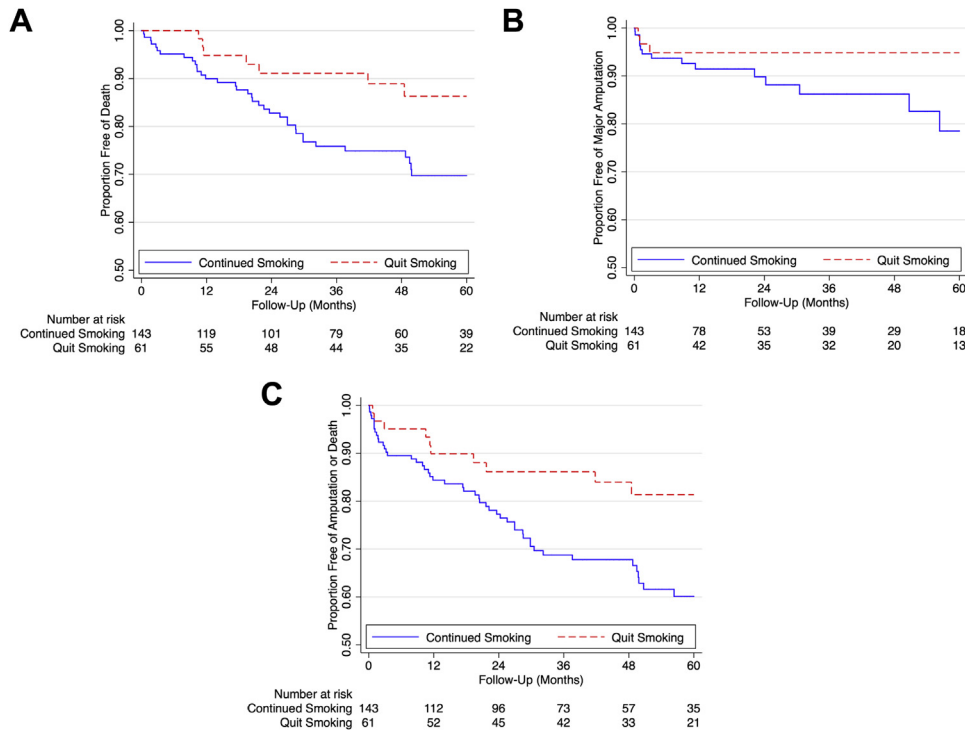 A
Proportion Free of Death
1.00
0.90
0.80
0.70
0.60
0.50
Continued Smoking Quit Smoking
0 12 24 36 48 60
Follow-Up (Months)
Number at risk
Continued Smoking 143 119 101 79 60 39
Quit Smoking 61 55 48 44 35 22
B
Proportion Free of Major Amputation
1.00
0.90
0.80
0.70
0.60
0.50
Continued Smoking Quit Smoking
0 12 24 36 48 60
Follow-Up (Months)
Number at risk
Continued Smoking 143 78 53 39 29 18
Quit Smoking 61 42 35 32 20 13
C
Proportion Free of Amputation or Death
1.00
0.90
0.80
0.70
0.60
0.50
Continued Smoking Quit Smoking
0 12 24 36 48 60
Follow-Up (Months)
Number at risk
Continued Smoking 143 112 96 73 57 35
Quit Smoking 61 52 45 42 33 21